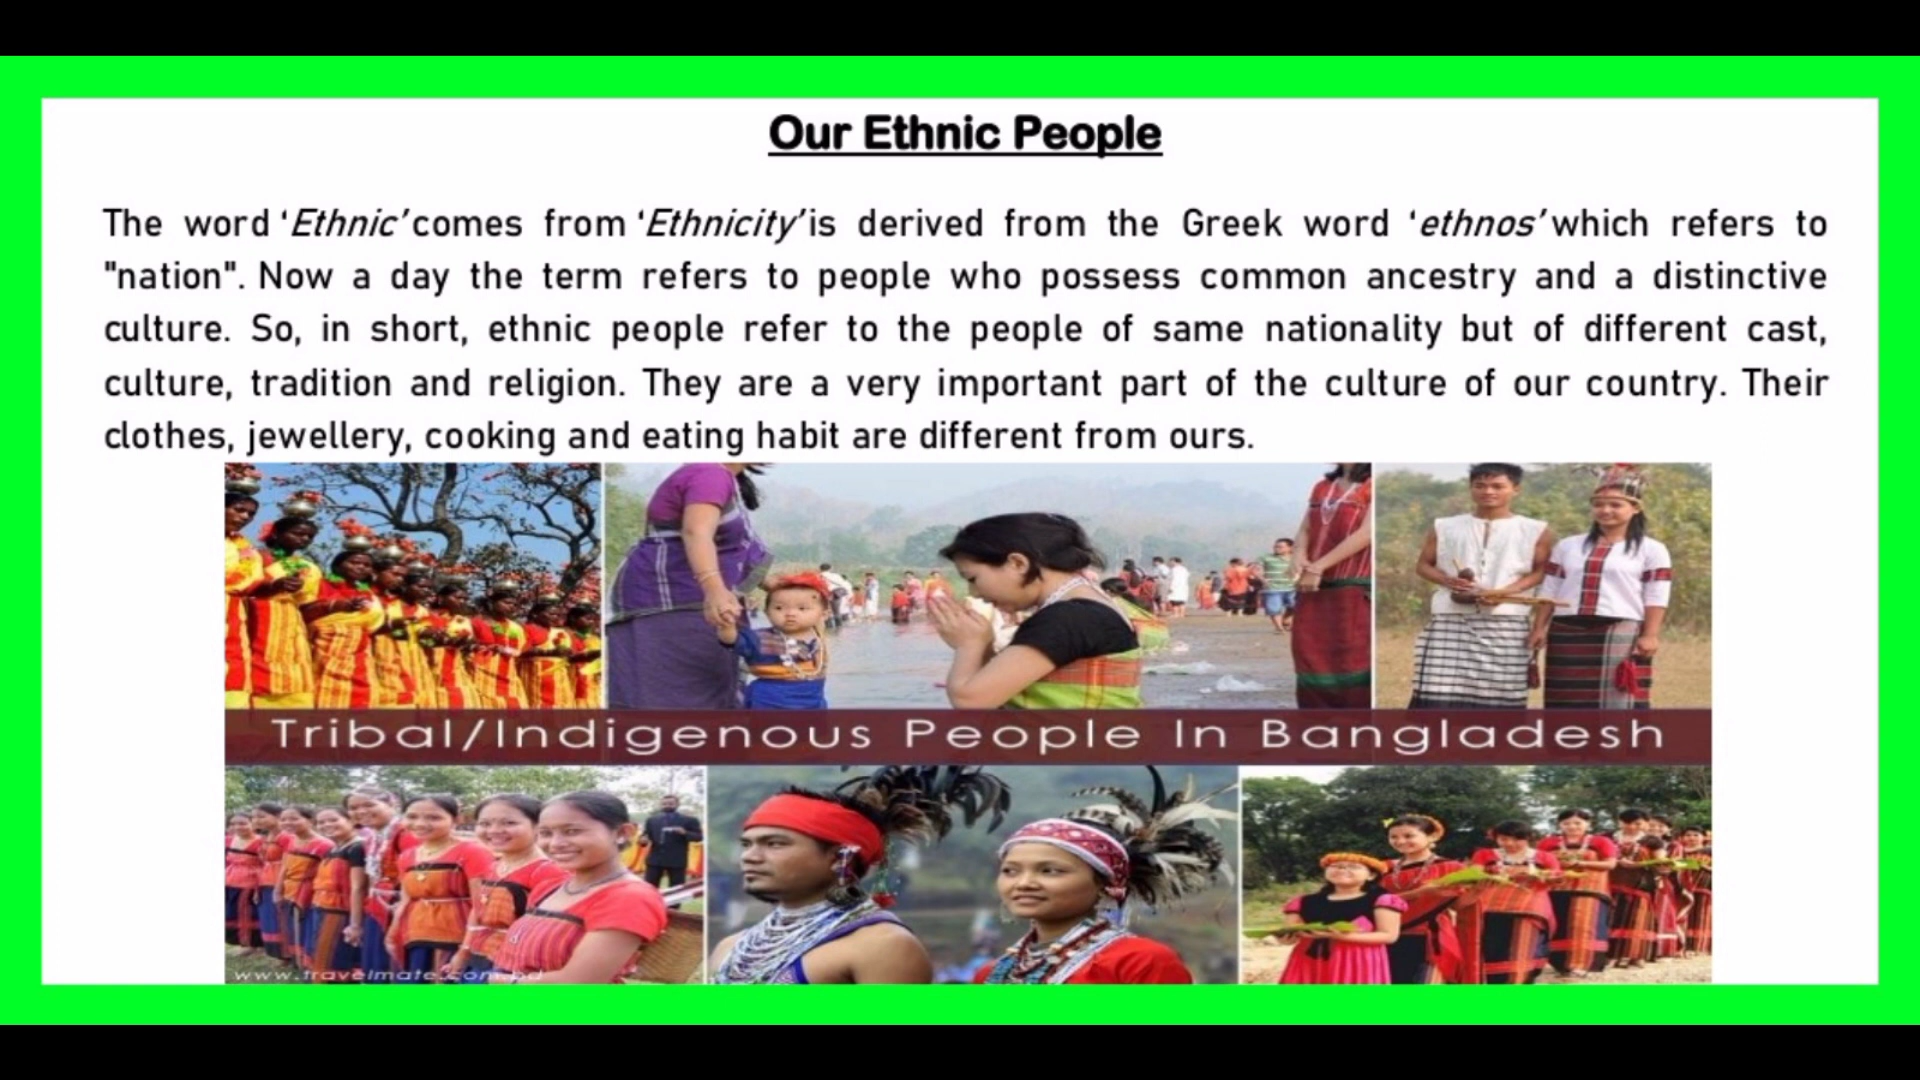 Our Ethnic People
The word 'Ethnic' comes from 'Ethnicity' is derived from the Greek word 'ethnos' which refers to
"nation". Now a day the term refers to people who possess common ancestry and a distinctive
culture. So, in short, ethnic people refer to the people of same nationality but of different cast,
culture, tradition and religion. They are a very important part of the culture of our country. Their
clothes, jewellery, cooking and eating habit are different from ours.
Tribal/Indigenous People In Bangladesh
www.travelmate.com.bd